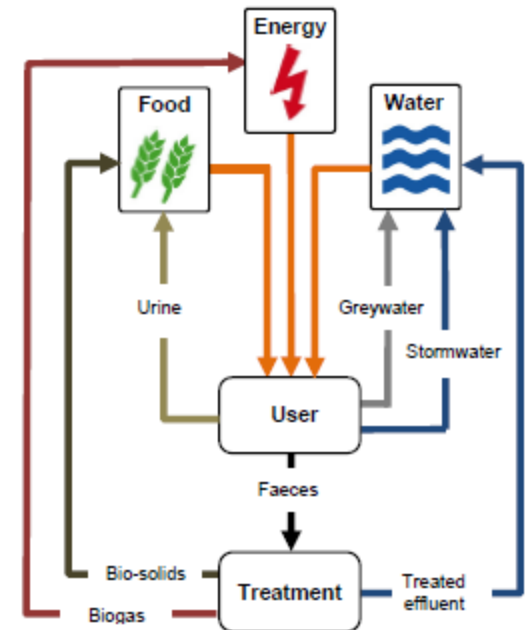 Energy
Food
Water
Urine
Greywater
Stormwater
User
Faeces
Bio-solids
Treatment
Treated
effluent
Biogas